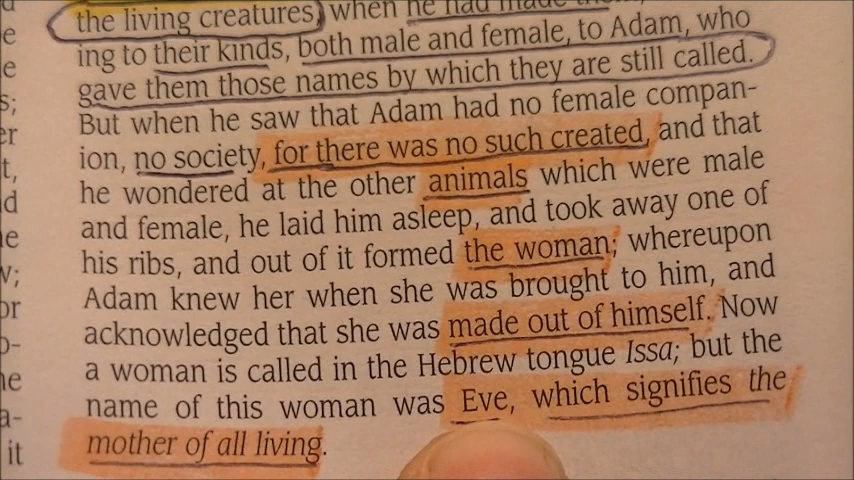 the living creatures) when he had made them,
ing to their kinds, both male and female, to Adam, who
gave them those names by which they are still called.
But when he saw that Adam had no female compan-
ion, no society, for there was no such created, and that
he wondered at the other animals which were male
and female, he laid him asleep, and took away one of
his ribs, and out of it formed the woman; whereupon
Adam knew her when she was brought to him, and
acknowledged that she was made out of himself. Now
a woman is called in the Hebrew tongue Issa; but the
name of this woman was Eve, which signifies the
mother of all living.
it